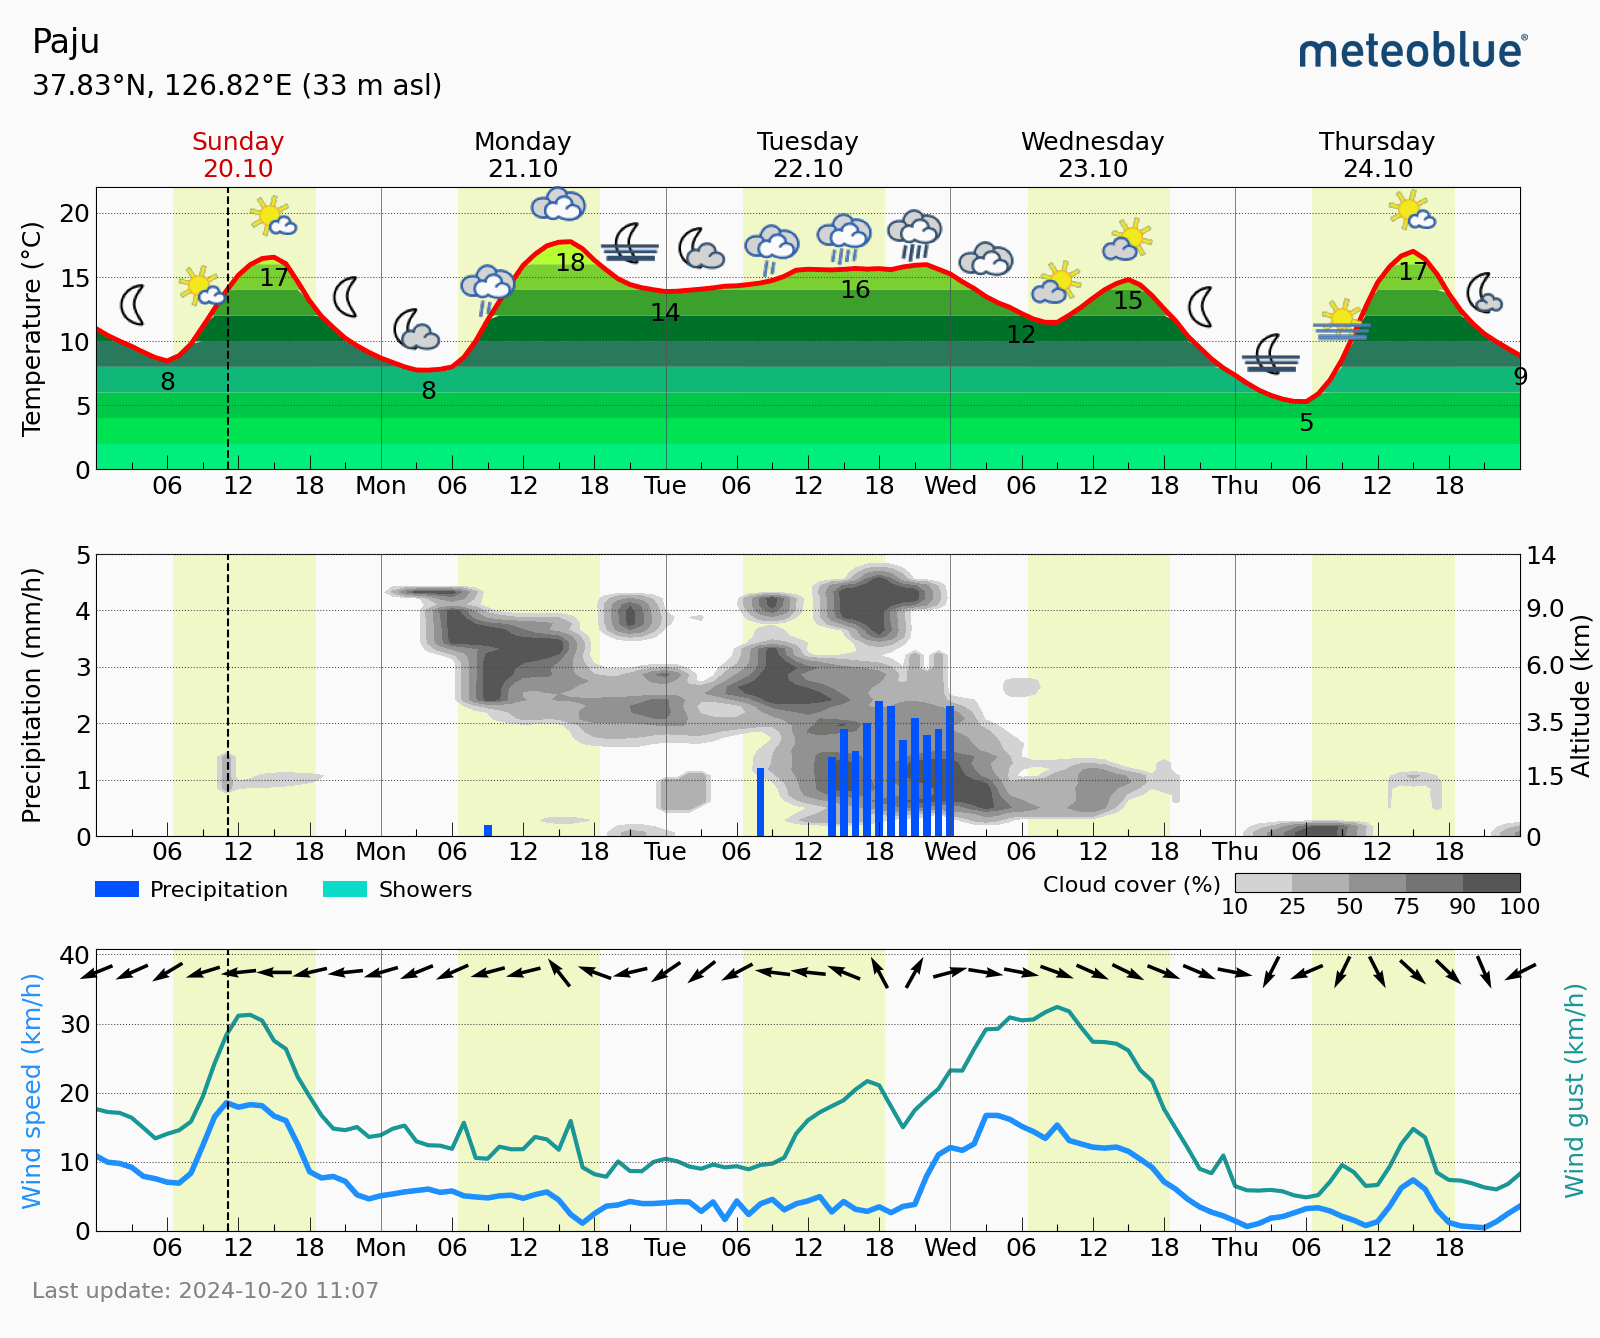 Paju
meteoblue®
37.83°N, 126.82°E (33 m asl)
Sunday Monday Tuesday Wednesday Thursday
20.10 21.10 22.10 23.10 24.10
Temperature (°C)
20
15
10
5
0
17 18 14 16 12 15 17
8 8 5 9
06 12 18 Mon 06 12 18 Tue 06 12 18 Wed 06 12 18 Thu 06 12 18
Precipitation (mm/h)
5
4
3
2
1
0
14
9.0
6.0
3.5
1.5
0
Altitude (km)
06 12 18 Mon 06 12 18 Tue 06 12 18 Wed 06 12 18 Thu 06 12 18
Precipitation Showers
Cloud cover (%)
10 25 50 75 90 100
Wind speed (km/h)
40
30
20
10
0
Wind gust (km/h)
06 12 18 Mon 06 12 18 Tue 06 12 18 Wed 06 12 18 Thu 06 12 18
Last update: 2024-10-20 11:07